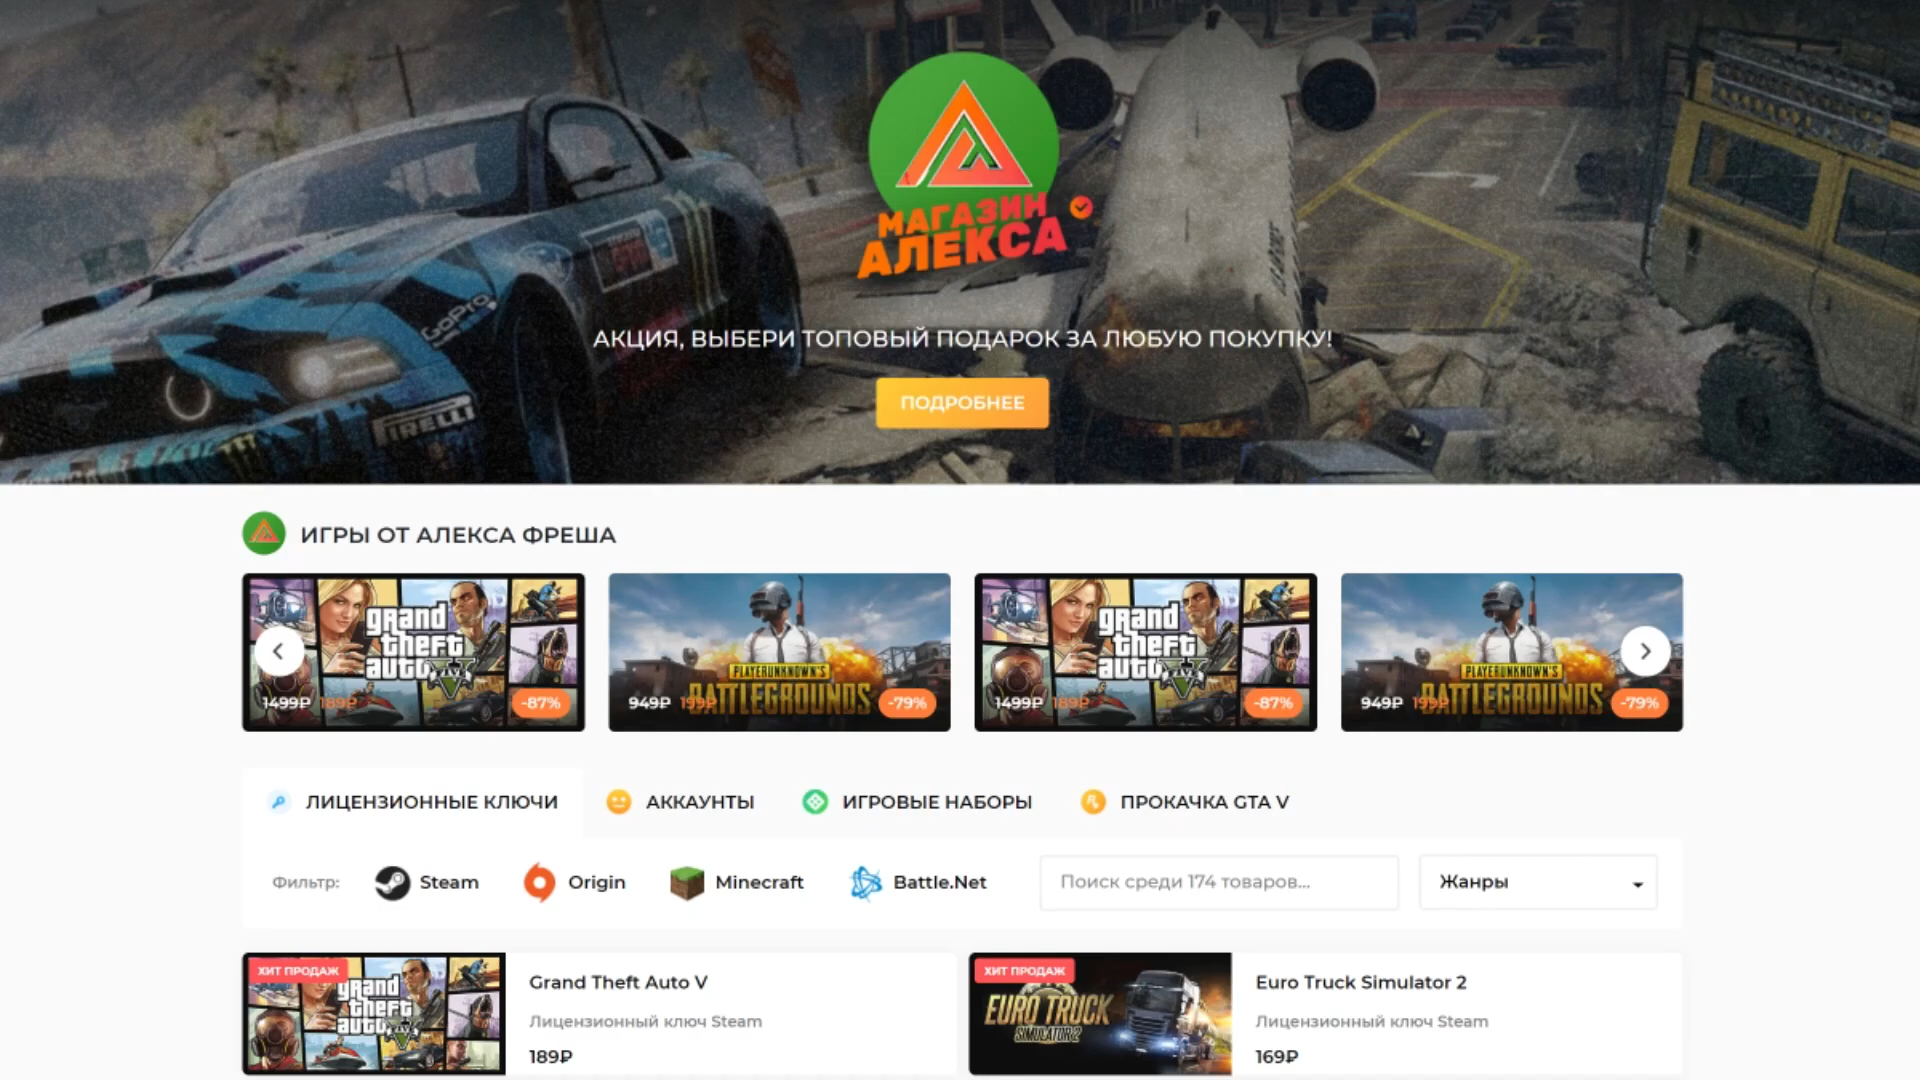 МАГАЗИН
АЛЕКСА
GoPro
PIRELLI
АКЦИЯ, ВЫБЕРИ ТОПОВЫЙ ПОДАРОК ЗА ЛЮБУЮ ПОКУПКУ!
ПОДРОБНЕЕ
ИГРЫ ОТ АЛЕКСА ФРЕША
grand
theft
auto
V
1499₽ 189₽ -87%
PLAYERUNKNOWN'S
BATTLEGROUNDS
949₽ 199₽ -79%
grand
theft
auto
V
1499₽ 189₽ -87%
PLAYERUNKNOWN'S
BATTLEGROUNDS
949₽ 199₽ -79%
ЛИЦЕНЗИОННЫЕ КЛЮЧИ АККАУНТЫ ИГРОВЫЕ НАБОРЫ ПРОКАЧКА GTA V
Фильтр: Steam Origin Minecraft Battle.Net Поиск среди 174 товаров... Жанры
ХИТ ПРОДАЖ
grand
theft
auto
V
Grand Theft Auto V
Лицензионный ключ Steam
189₽
ХИТ ПРОДАЖ
EURO TRUCK
SIMULATOR 2
Euro Truck Simulator 2
Лицензионный ключ Steam
169₽